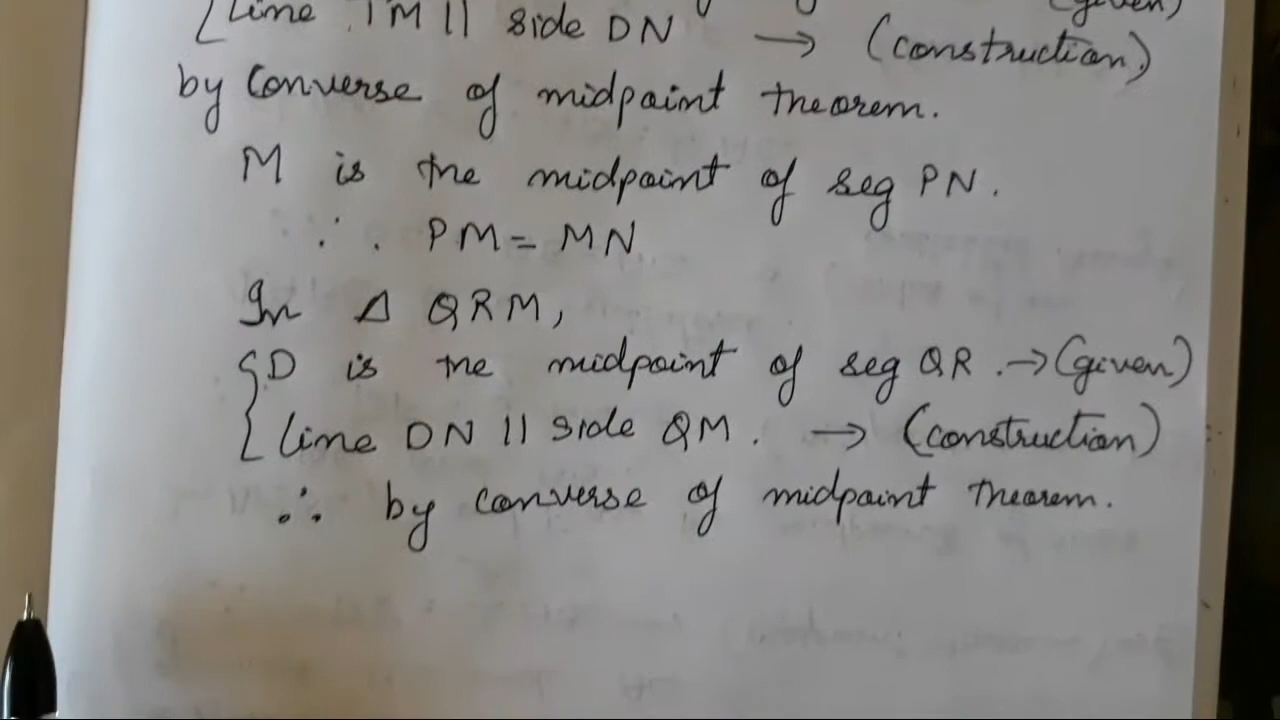 (given)
line TM || side DN → (construction)
by converse of midpoint theorem.
M is the midpoint of seg PN.
∴ PM = MN
In Δ QRM,
D is the midpoint of seg QR. → (given)
line DN || side QM. → (construction)
∴ by converse of midpoint theorem.